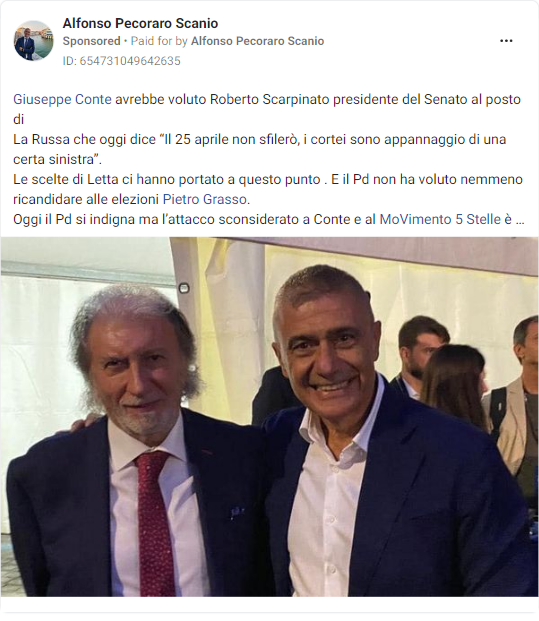 Alfonso Pecoraro Scanio
Sponsored • Paid for by Alfonso Pecoraro Scanio
ID: 654731049642635
Giuseppe Conte avrebbe voluto Roberto Scarpinato presidente del Senato al posto
di
La Russa che oggi dice “Il 25 aprile non sfilerò, i cortei sono appannaggio di una
certa sinistra”.
Le scelte di Letta ci hanno portato a questo punto . E il Pd non ha voluto nemmeno
ricandidare alle elezioni Pietro Grasso.
Oggi il Pd si indigna ma l’attacco sconsiderato a Conte e al MoVimento 5 Stelle è ...